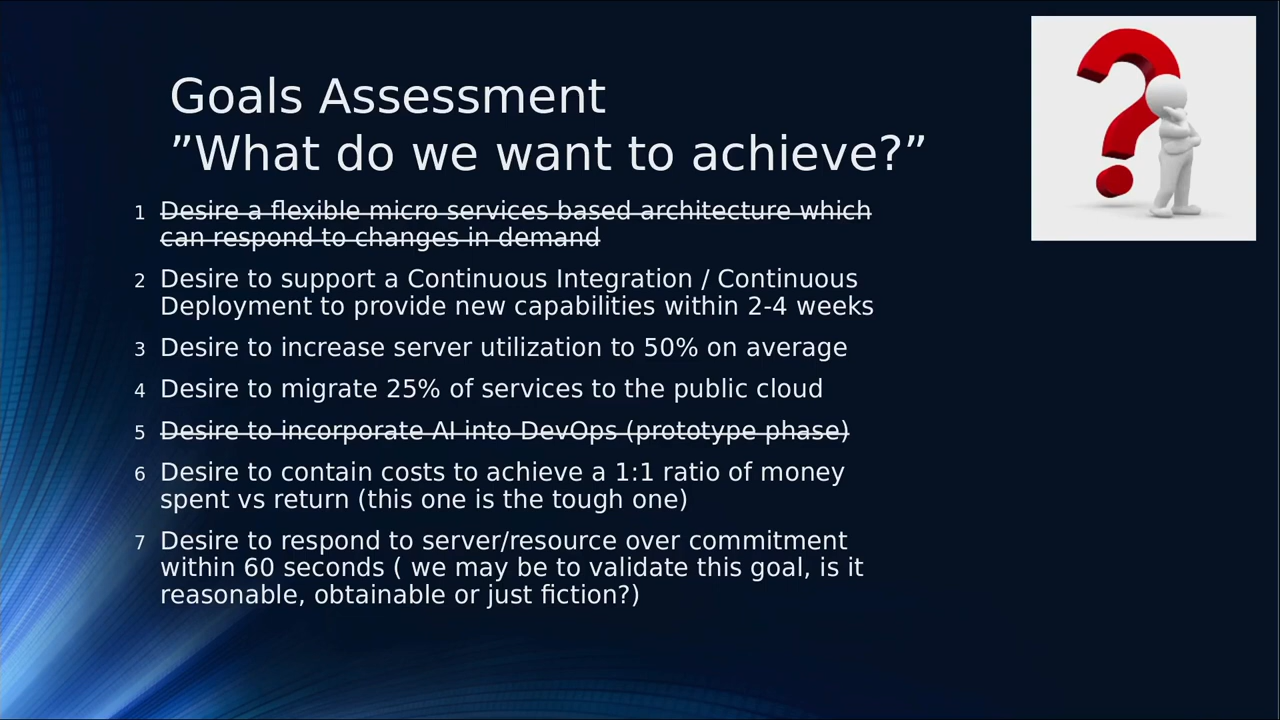 Goals Assessment
”What do we want to achieve?”
1 Desire a flexible micro services based architecture which
can respond to changes in demand
2 Desire to support a Continuous Integration / Continuous
Deployment to provide new capabilities within 2-4 weeks
3 Desire to increase server utilization to 50% on average
4 Desire to migrate 25% of services to the public cloud
5 Desire to incorporate AI into DevOps (prototype phase)
6 Desire to contain costs to achieve a 1:1 ratio of money
spent vs return (this one is the tough one)
7 Desire to respond to server/resource over commitment
within 60 seconds ( we may be to validate this goal, is it
reasonable, obtainable or just fiction?)